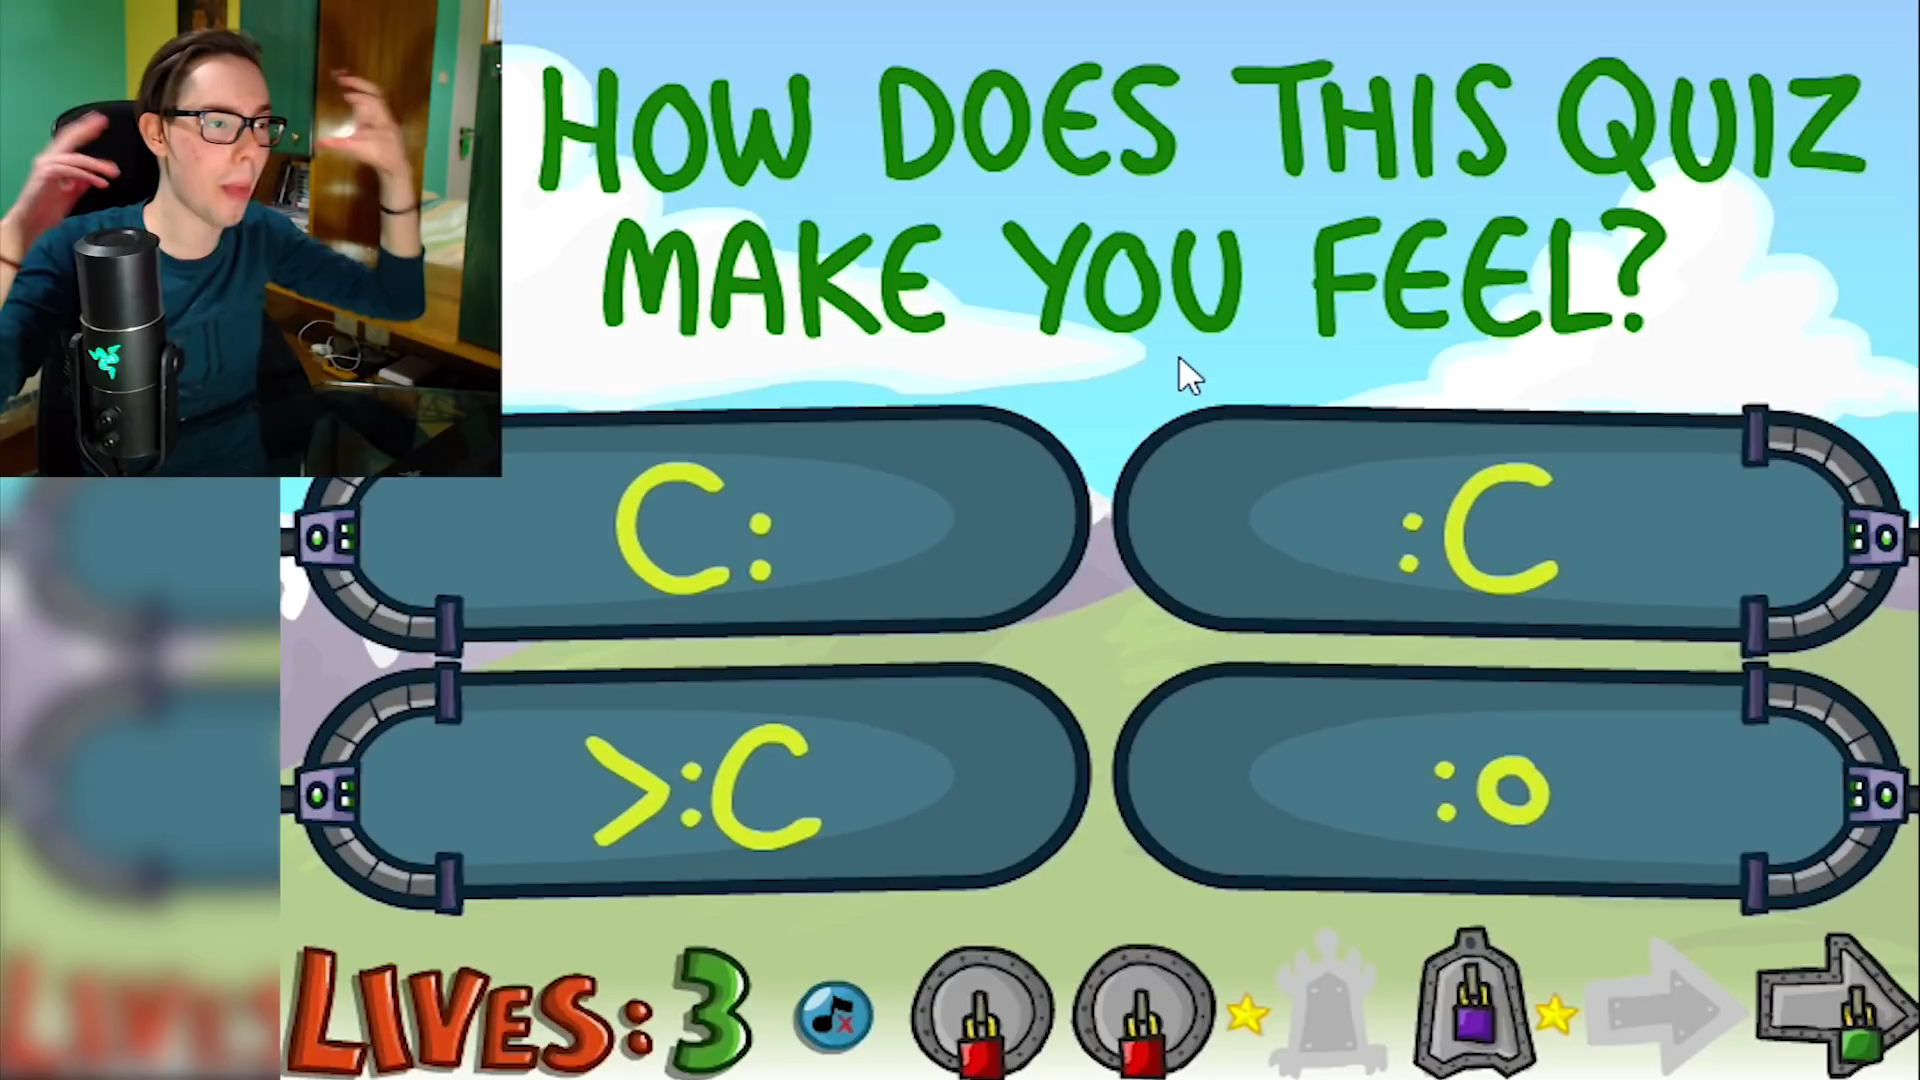 HOW DOES THIS QUIZ
MAKE YOU FEEL?
C:
:C
>:C
:o
LIVES: 3